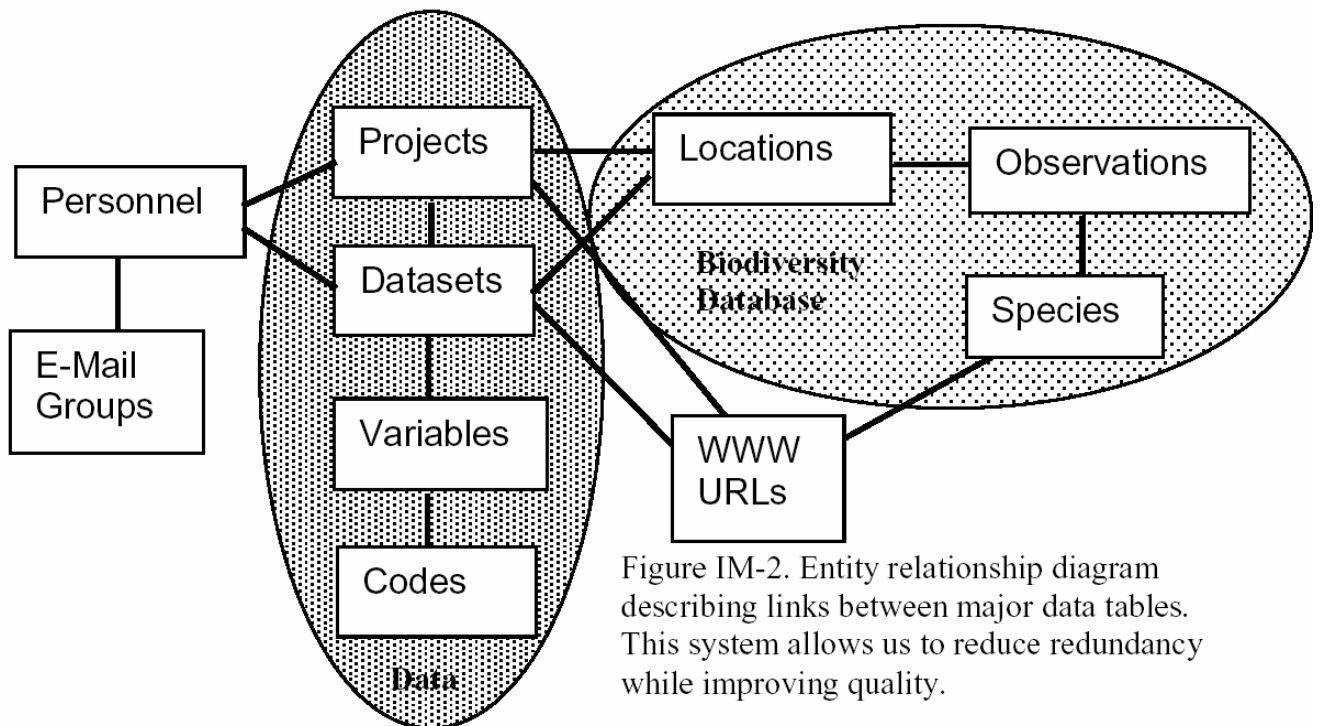 Projects
Locations
Observations
Personnel
Datasets
Biodiversity
Database
Species
E-Mail
Groups
Variables
WWW
URLs
Codes
Data
Figure IM-2. Entity relationship diagram
describing links between major data tables.
This system allows us to reduce redundancy
while improving quality.